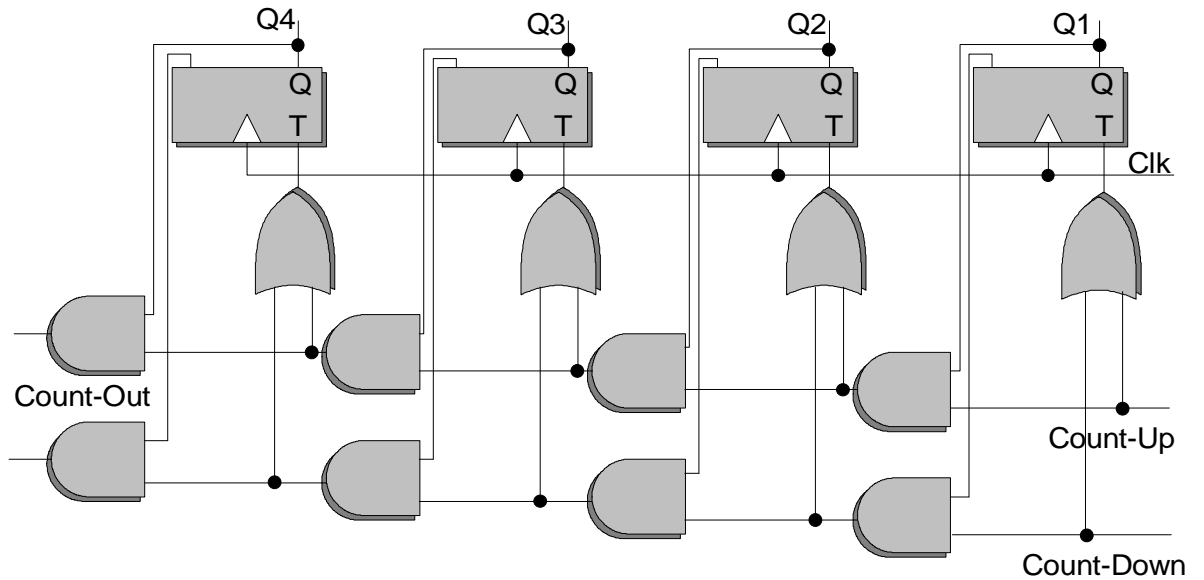 Q4 Q3 Q2 Q1
Q Q Q Q
T T T T
Clk
Count-Out
Count-Up
Count-Down